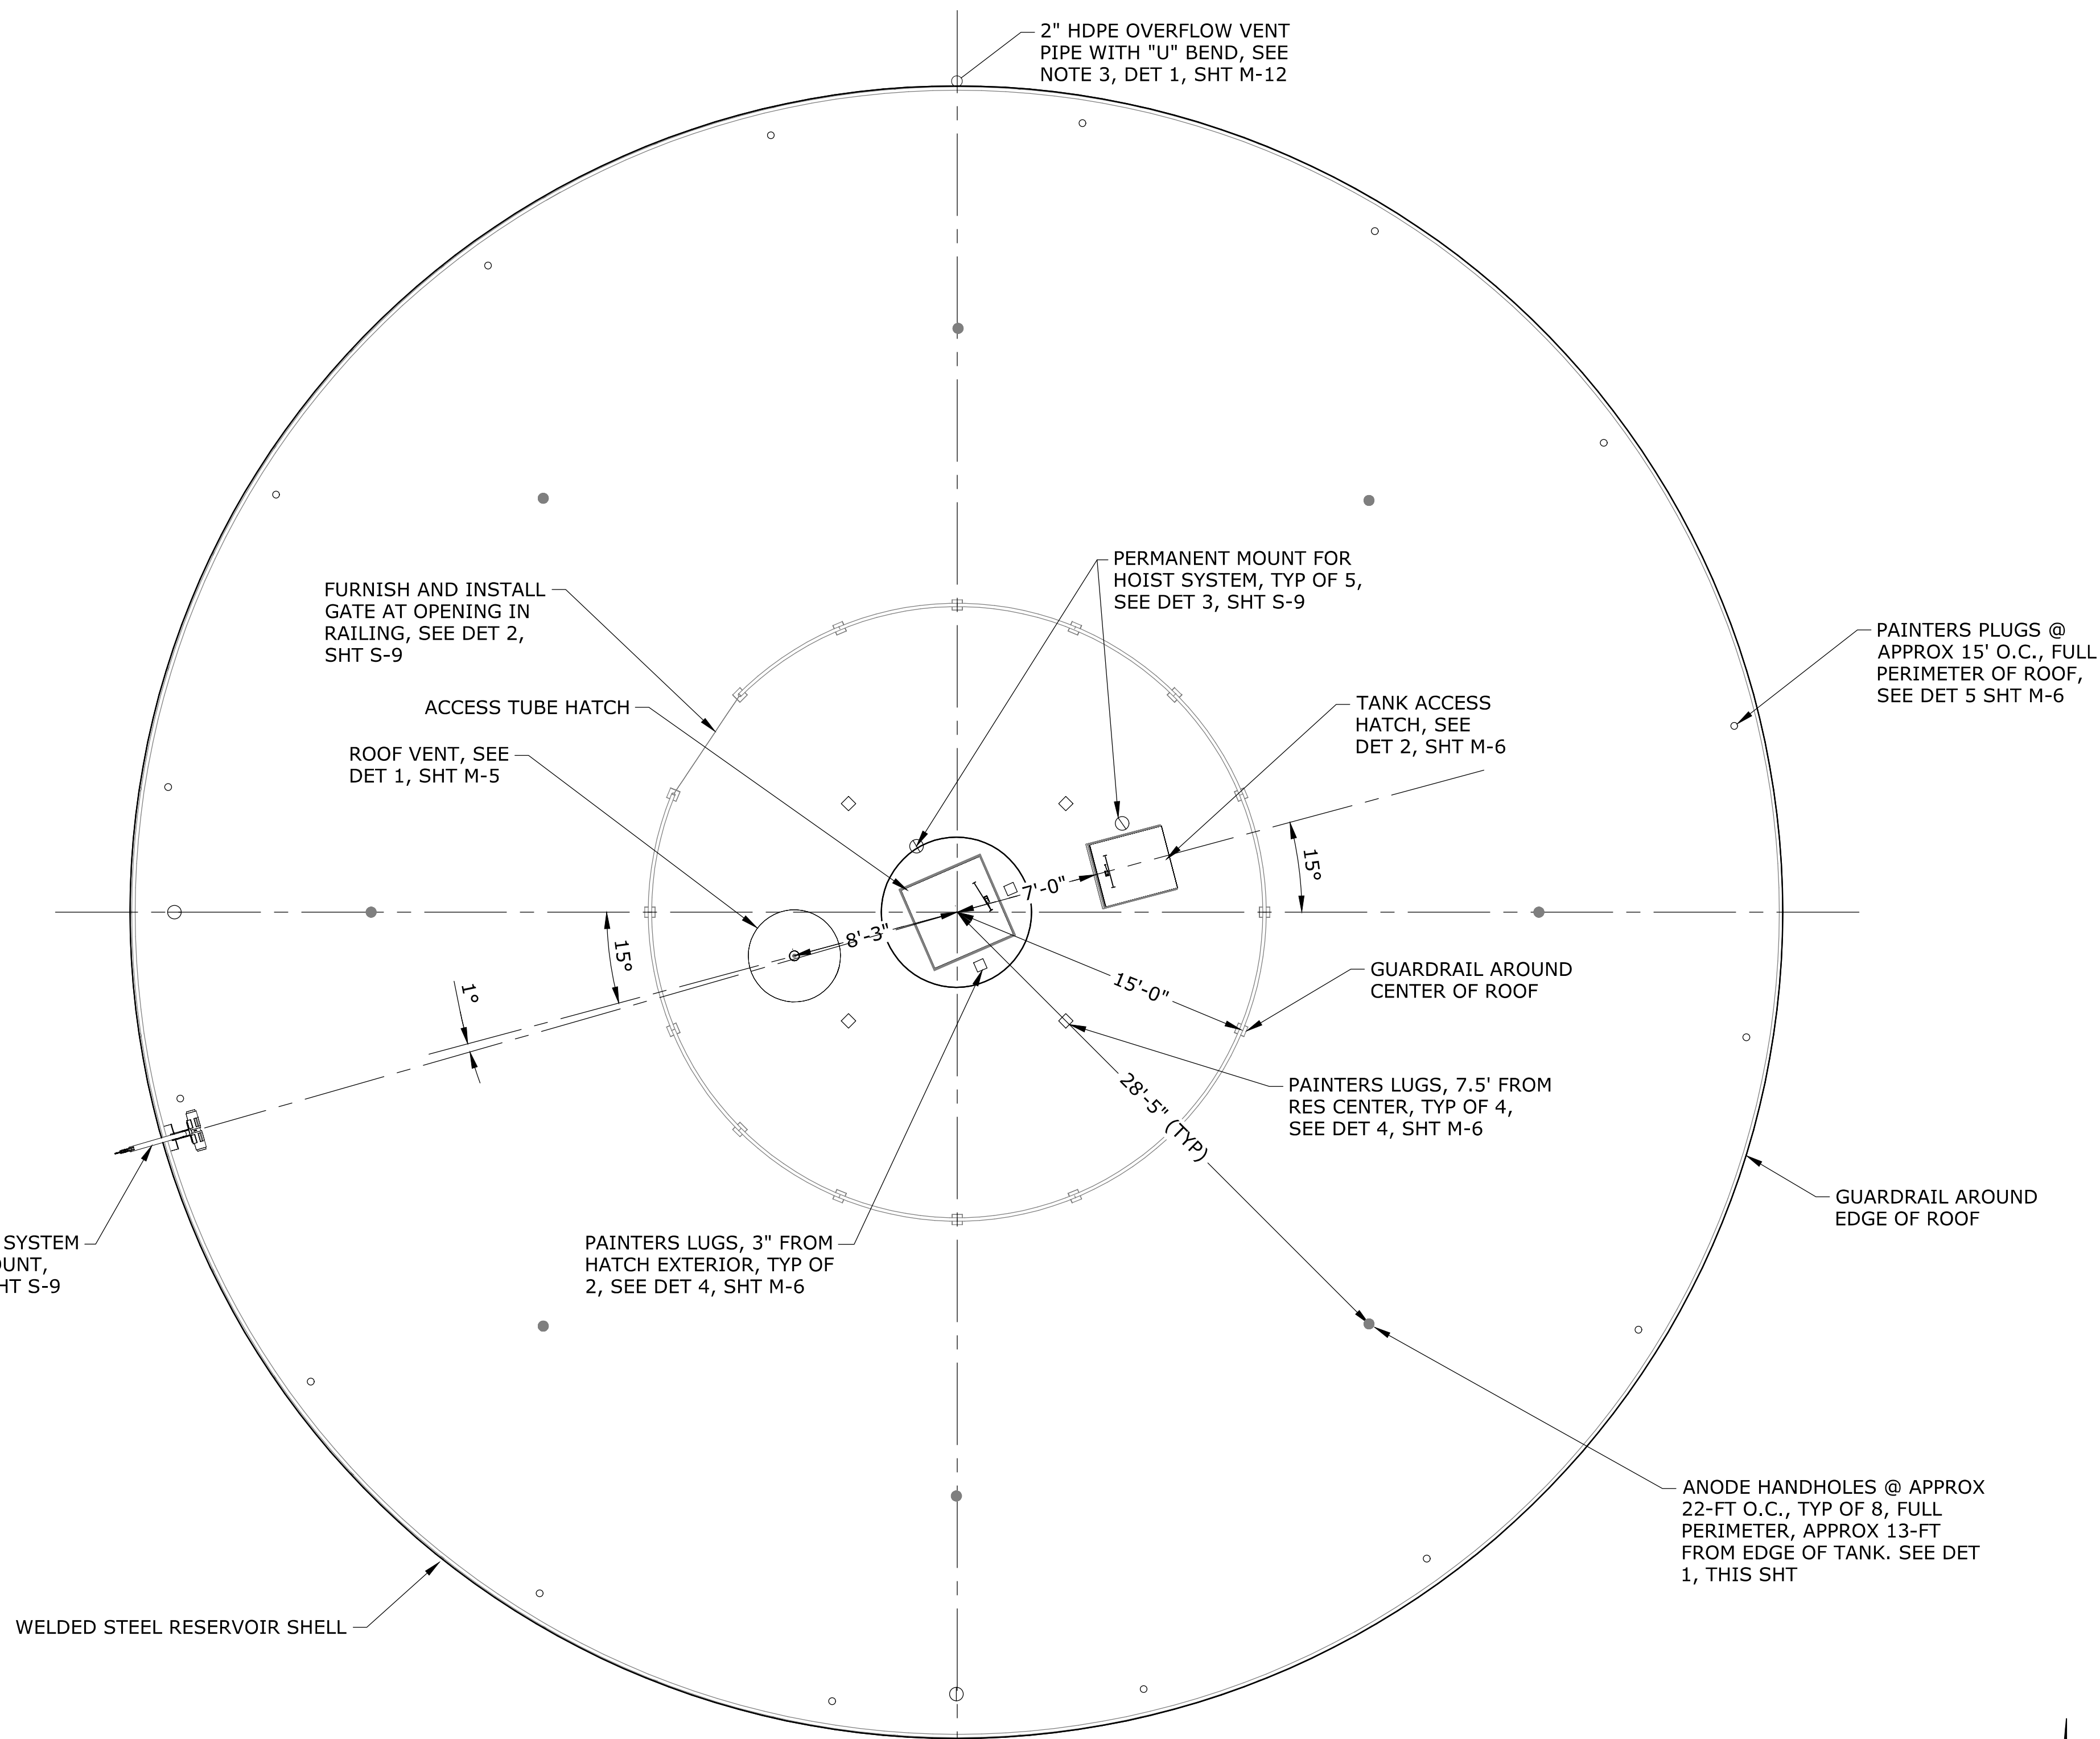 2" HDPE OVERFLOW VENT
PIPE WITH "U" BEND, SEE
NOTE 3, DET 1, SHT M-12
PERMANENT MOUNT FOR
HOIST SYSTEM, TYP OF 5,
SEE DET 3, SHT S-9
FURNISH AND INSTALL
GATE AT OPENING IN
RAILING, SEE DET 2,
SHT S-9
PAINTERS PLUGS @
APPROX 15' O.C., FULL
PERIMETER OF ROOF,
SEE DET 5 SHT M-6
ACCESS TUBE HATCH
TANK ACCESS
HATCH, SEE
DET 2, SHT M-6
ROOF VENT, SEE
DET 1, SHT M-5
15°
7'-0"
8'-3"
15°
1°
15'-0"
GUARDRAIL AROUND
CENTER OF ROOF
28'-5" (TYP)
PAINTERS LUGS, 7.5' FROM
RES CENTER, TYP OF 4,
SEE DET 4, SHT M-6
GUARDRAIL AROUND
EDGE OF ROOF
SYSTEM
OUNT,
HT S-9
PAINTERS LUGS, 3" FROM
HATCH EXTERIOR, TYP OF
2, SEE DET 4, SHT M-6
ANODE HANDHOLES @ APPROX
22-FT O.C., TYP OF 8, FULL
PERIMETER, APPROX 13-FT
FROM EDGE OF TANK. SEE DET
1, THIS SHT
WELDED STEEL RESERVOIR SHELL